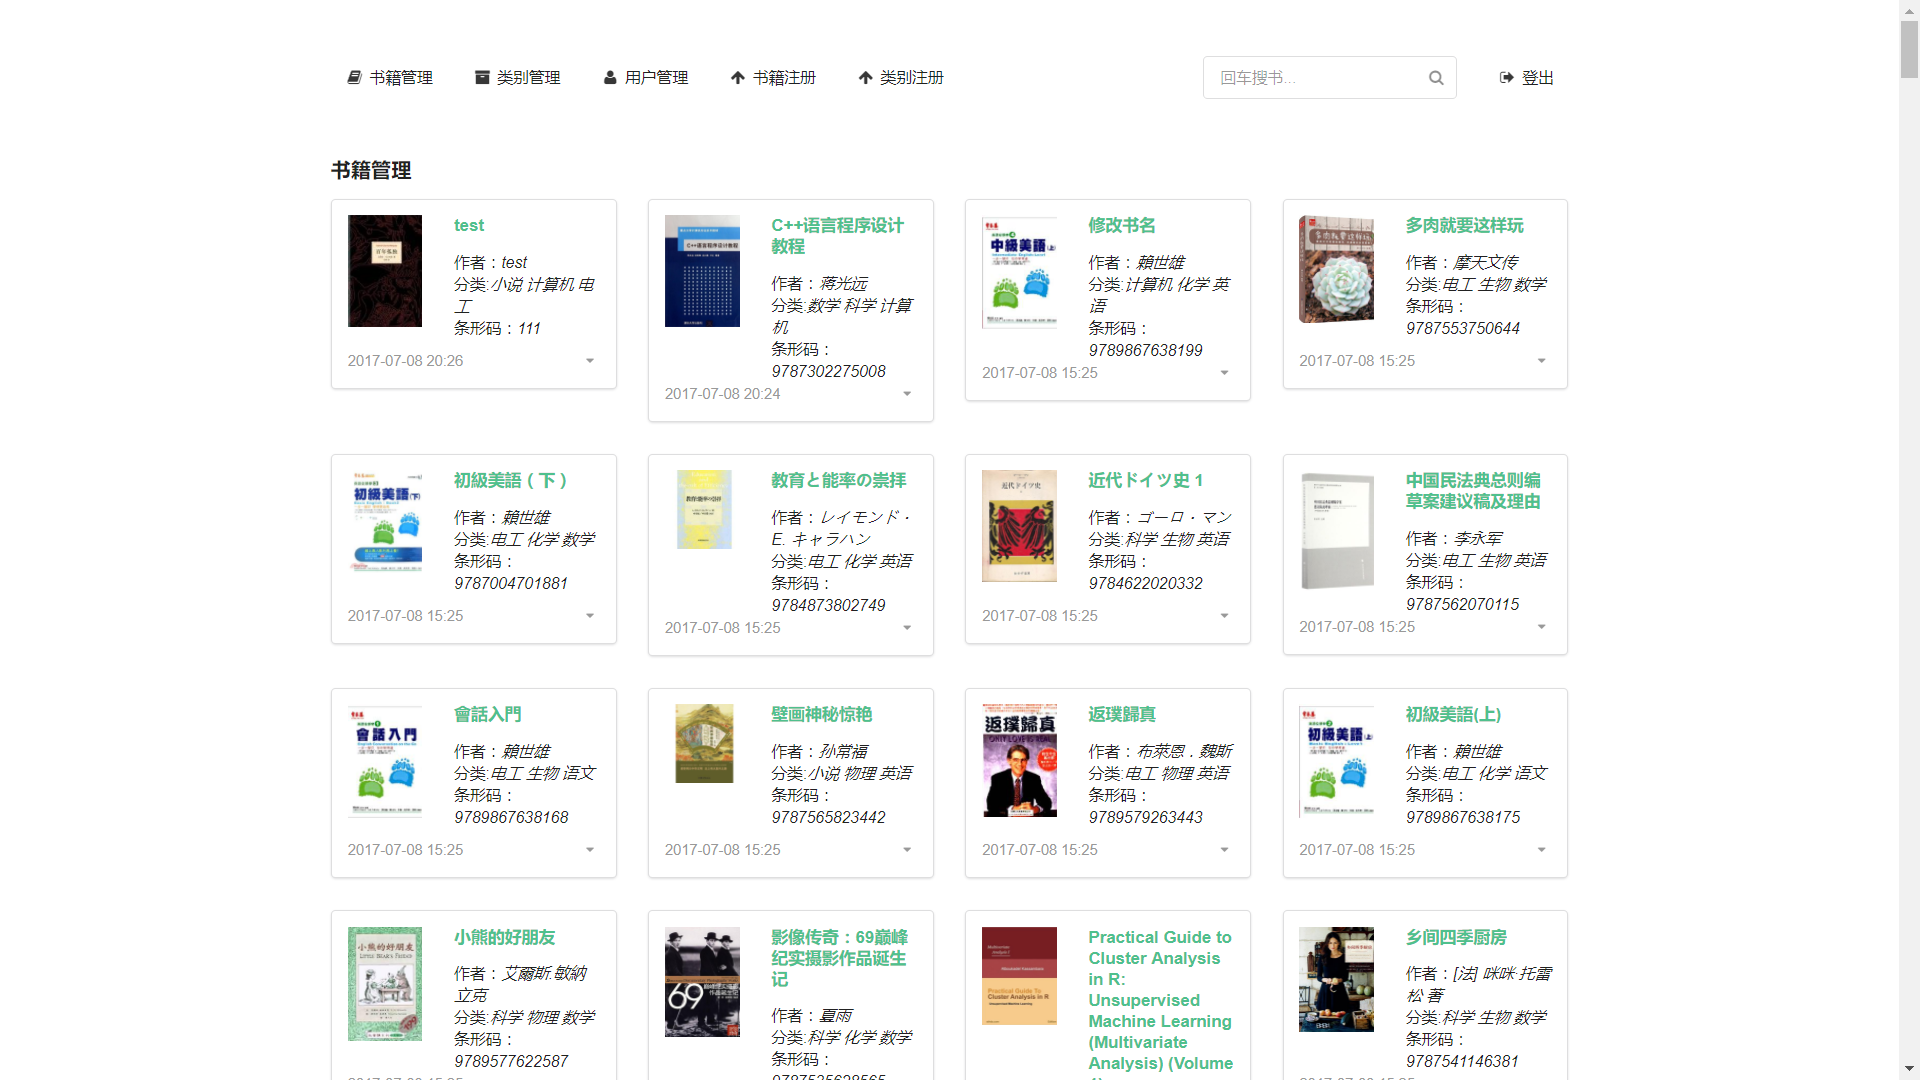 书籍管理 类别管理 用户管理 书籍注册 类别注册 回车搜书... 登出
书籍管理
test
作者：test
分类:小说 计算机 电
工
条形码：111
2017-07-08 20:26
C++语言程序设计
教程
作者：蒋光远
分类:数学 科学 计算
机
条形码：
9787302275008
2017-07-08 20:24
修改书名
作者：賴世雄
分类:计算机 化学 英
语
条形码：
9789867638199
2017-07-08 15:25
多肉就要这样玩
作者：摩天文传
分类:电工 生物 数学
条形码：
9787553750644
2017-07-08 15:25
初級美語（下）
作者：賴世雄
分类:电工 化学 数学
条形码：
9787004701881
2017-07-08 15:25
教育と能率の崇拝
作者：レイモンド・
E. キャラハン
分类:电工 化学 英语
条形码：
9784873802749
2017-07-08 15:25
近代ドイツ史 1
作者：ゴーロ・マン
分类:科学 生物 英语
条形码：
9784622020332
2017-07-08 15:25
中国民法典总则编
草案建议稿及理由
作者：李永军
分类:电工 生物 英语
条形码：
9787562070115
2017-07-08 15:25
會話入門
作者：賴世雄
分类:电工 生物 语文
条形码：
9789867638168
2017-07-08 15:25
壁画神秘惊艳
作者：孙常福
分类:小说 物理 英语
条形码：
9787565823442
2017-07-08 15:25
返璞歸真
作者：布萊恩．魏斯
分类:电工 物理 英语
条形码：
9789579263443
2017-07-08 15:25
初級美語(上)
作者：賴世雄
分类:电工 化学 语文
条形码：
9789867638175
2017-07-08 15:25
小熊的好朋友
作者：艾爾斯.敏納
立克
分类:科学 物理 数学
条形码：
9789577622587
影像传奇：69巅峰
纪实摄影作品诞生
记
作者：夏雨
分类:科学 化学 数学
条形码：
Practical Guide to
Cluster Analysis
in R:
Unsupervised
Machine Learning
(Multivariate
Analysis) (Volume
乡间四季厨房
作者：[法] 咪咪·托雷
松 著
分类:科学 生物 数学
条形码：
9787541146381